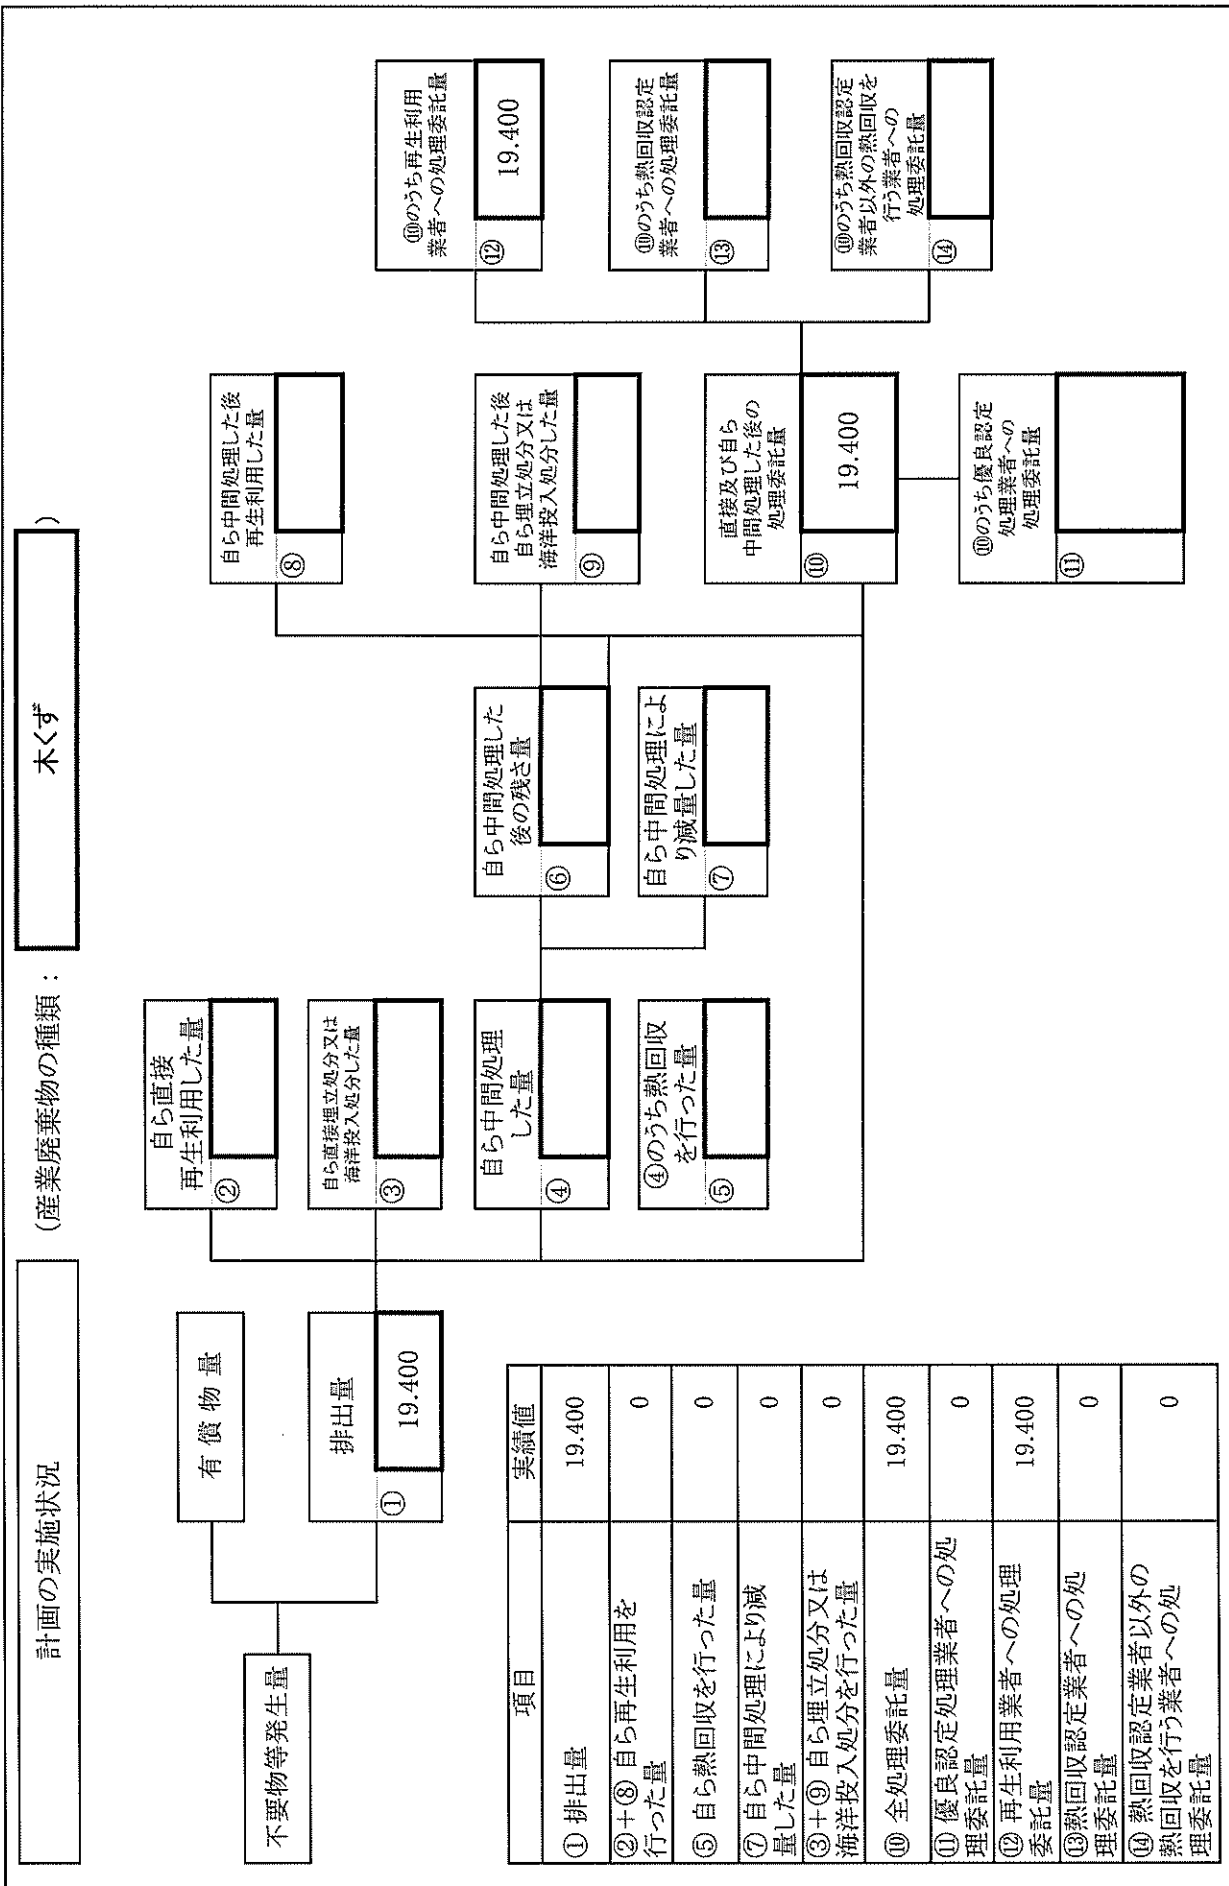 計画の実施状況
（産業廃棄物の種類：
木くず
）
不要物等発生量
有償物量
排出量
①
19.400
自ら直接
再生利用した量
②
自ら直接埋立処分又は
海洋投入処分した量
③
自ら中間処理
した量
④
④のうち熱回収
を行った量
⑤
自ら中間処理した
後の残さ量
⑥
自ら中間処理によ
り減量した量
⑦
自ら中間処理した後
再生利用した量
⑧
自ら中間処理した後
自ら埋立処分又は
海洋投入処分した量
⑨
直接及び自ら
中間処理した後の
処理委託量
⑩
19.400
⑩のうち優良認定
処理業者への
処理委託量
⑪
⑩のうち再生利用
業者への処理委託量
⑫
19.400
⑩のうち熱回収認定
業者への処理委託量
⑬
⑩のうち熱回収認定
業者以外の熱回収を
行う業者への
処理委託量
⑭
項目 実績値
① 排出量 19.400
②＋⑧ 自ら再生利用を
行った量 0
⑤ 自ら熱回収を行った量 0
⑦ 自ら中間処理により減
量した量 0
③＋⑨ 自ら埋立処分又は
海洋投入処分を行った量 0
⑩ 全処理委託量 19.400
⑪ 優良認定処理業者への処
理委託量 0
⑫ 再生利用業者への処理
委託量 19.400
⑬熱回収認定業者への処
理委託量 0
⑭ 熱回収認定業者以外の
熱回収を行う業者への処
理委託量 0